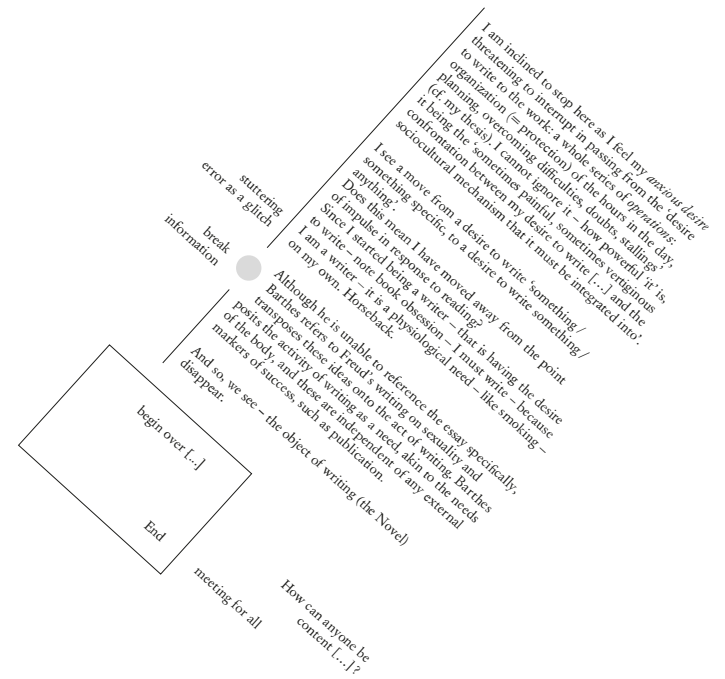 I am inclined to stop here as I feel my anxious desire
threatening to interrupt in passing from the ‘desire
to write to the work: a whole series of operations:
organization (= protection) of the hours in the day,
planning, overcoming difficulties, doubts, stallings’
(cf. my thesis). I cannot ignore it – how powerful ‘it’ is,
it being the ‘sometimes painful, sometimes vertiginous
confrontation between my desire to write [...] and the
sociocultural mechanism that it must be integrated into’.
I see a move from a desire to write ‘something /
something specific, to a desire to write something /
anything’.
Does this mean I have moved away from the point
of impulse in response to reading?
Since I started being a writer – that is having the desire
to write – note book obsession – I must write – because
I am a writer – it is a physiological need – like smoking –
on my own. Horseback.
Although he is unable to reference the essay specifically,
Barthes refers to Freud’s writing on sexuality and
transposes these ideas onto the act of writing. Barthes
posits the activity of writing as a need, akin to the needs
of the body, and these are independent of any external
markers of success, such as publication.
And so, we see – the object of writing (the Novel)
disappear.
stuttering
error as a glitch
break
information
begin over [...]
End
meeting for all
How can anyone be
content [...]?